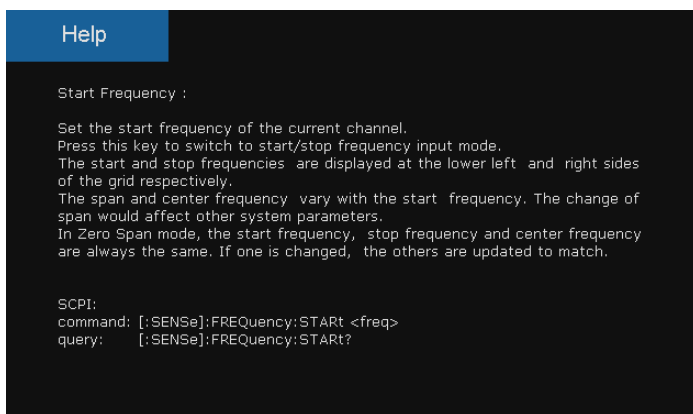 Help
Start Frequency :
Set the start frequency of the current channel.
Press this key to switch to start/stop frequency input mode.
The start and stop frequencies are displayed at the lower left and right sides
of the grid respectively.
The span and center frequency vary with the start frequency. The change of
span would affect other system parameters.
In Zero Span mode, the start frequency, stop frequency and center frequency
are always the same. If one is changed, the others are updated to match.
SCPI:
command: [:SENSe]:FREQuency:STARt <freq>
query: [:SENSe]:FREQuency:STARt?